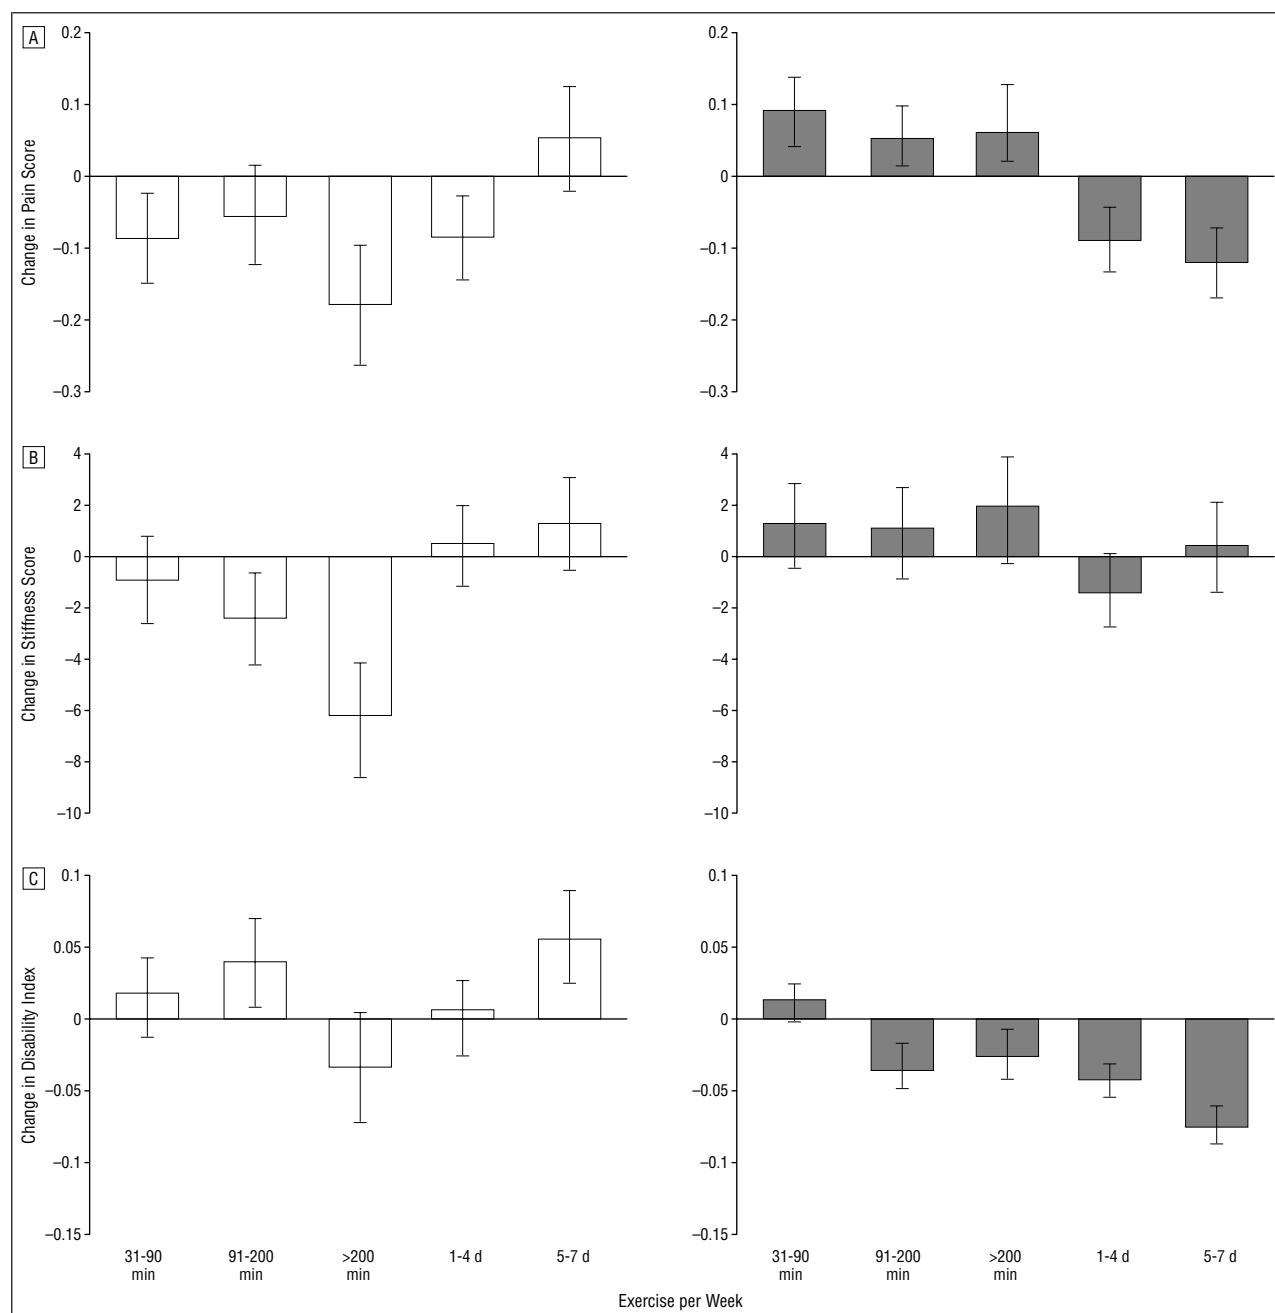 A
Change in Pain Score
0.2
0.1
0
–0.1
–0.2
–0.3
0.2
0.1
0
–0.1
–0.2
–0.3
B
Change in Stiffness Score
4
2
0
–2
–4
–6
–8
–10
4
2
0
–2
–4
–6
–8
–10
C
Change in Disability Index
0.1
0.05
0
–0.05
–0.1
–0.15
0.1
0.05
0
–0.05
–0.1
–0.15
31-90
min
91-200
min
>200
min
1-4 d
5-7 d
31-90
min
91-200
min
>200
min
1-4 d
5-7 d
Exercise per Week